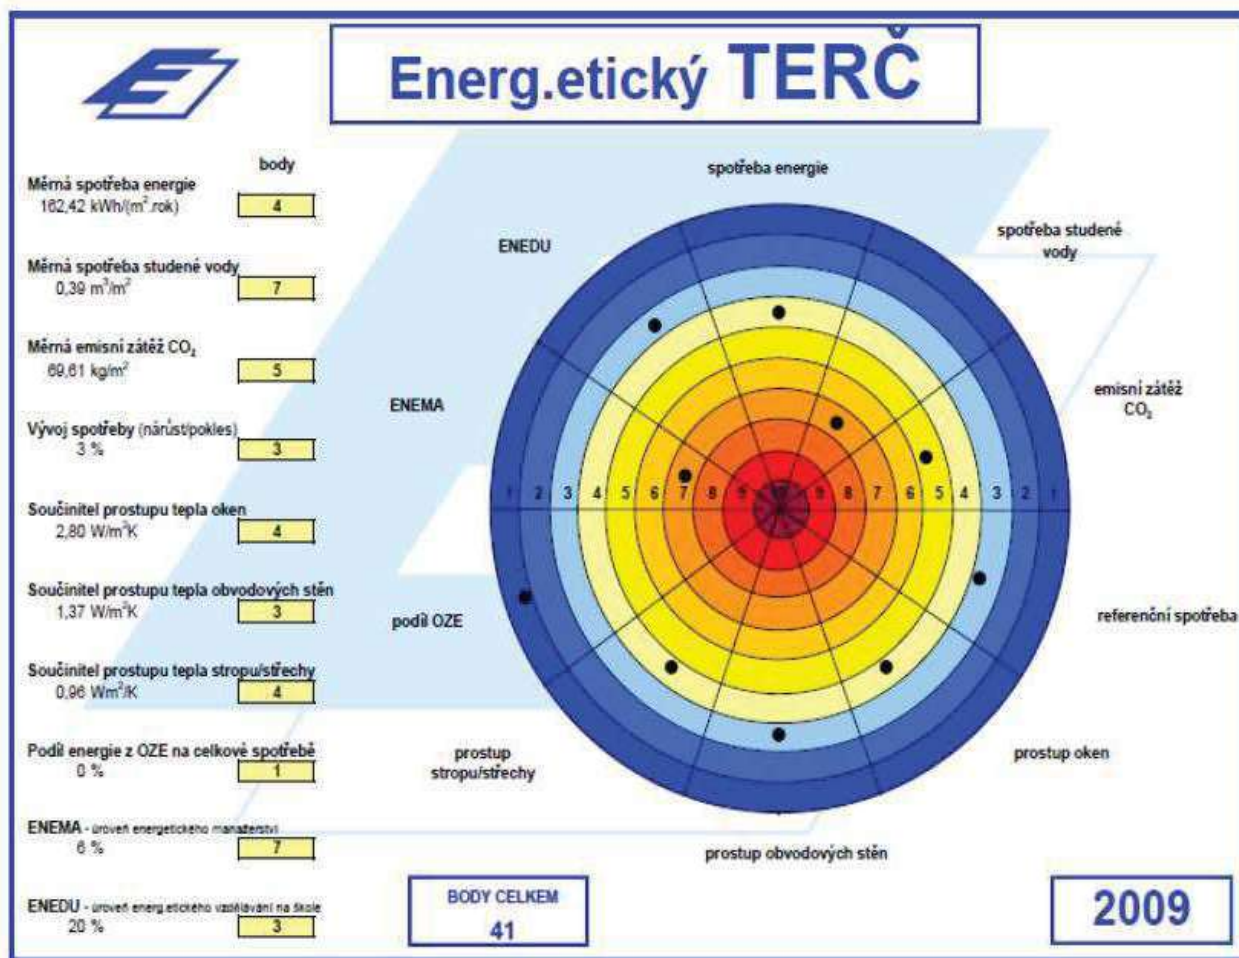 Energ.etický TERČ
body
Měrná spotřeba energie
162,42 kWh/(m².rok)
4
Měrná spotřeba studené vody
0,39 m³/m²
7
Měrná emisní zátěž CO₂
69,61 kg/m²
5
Vývoj spotřeby (nárůst/pokles)
3 %
3
Součinitel prostupu tepla oken
2,80 W/m²K
4
Součinitel prostupu tepla obvodových stěn
1,37 W/m²K
3
Součinitel prostupu tepla stropu/střechy
0,96 Wm²/K
4
Podíl energie z OZE na celkové spotřebě
0 %
1
ENEMA - úroveň energetického manažerství
6 %
7
ENEDU - úroveň energ.etického vzdělávání na škole
20 %
3
spotřeba energie
spotřeba studené
vody
emisní zátěž
CO₂
referenční spotřeba
prostup oken
prostup obvodových stěn
prostup
stropu/střechy
podíl OZE
ENEMA
ENEDU
1 2 3 4 5 6 7 8 9 9 8 7 6 5 4 3 2 1
BODY CELKEM
41
2009